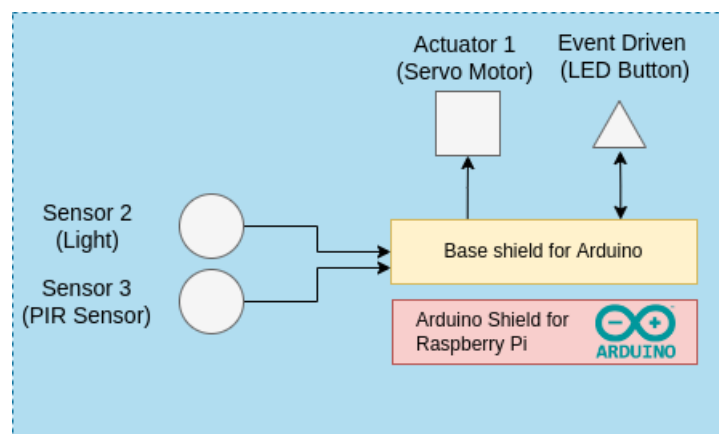 Actuator 1
(Servo Motor)
Event Driven
(LED Button)
Sensor 2
(Light)
Base shield for Arduino
Sensor 3
(PIR Sensor)
Arduino Shield for
Raspberry Pi
ARDUINO